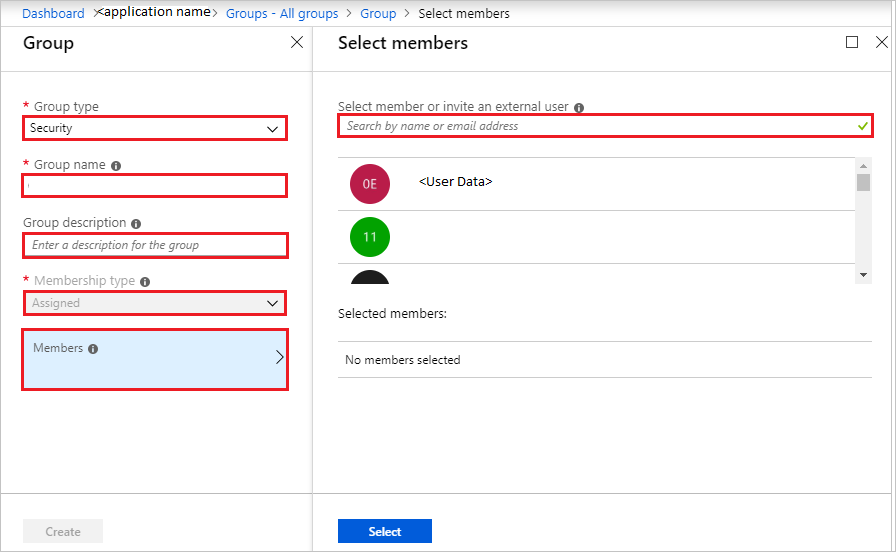 Dashboard > <application name > Groups - All groups > Group > Select members
Group
* Group type
Security
* Group name
Group description
Enter a description for the group
* Membership type
Assigned
Members
Create
Select members
Select member or invite an external user
Search by name or email address
0E
<User Data>
11
Selected members:
No members selected
Select